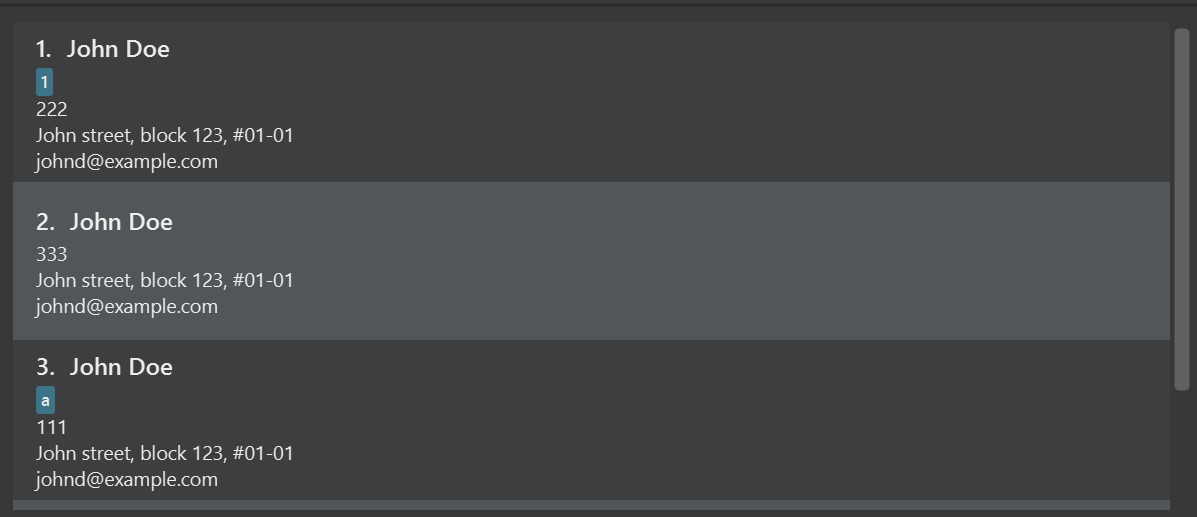 1. John Doe
1
222
John street, block 123, #01-01
johnd@example.com
2. John Doe
333
John street, block 123, #01-01
johnd@example.com
3. John Doe
a
111
John street, block 123, #01-01
johnd@example.com